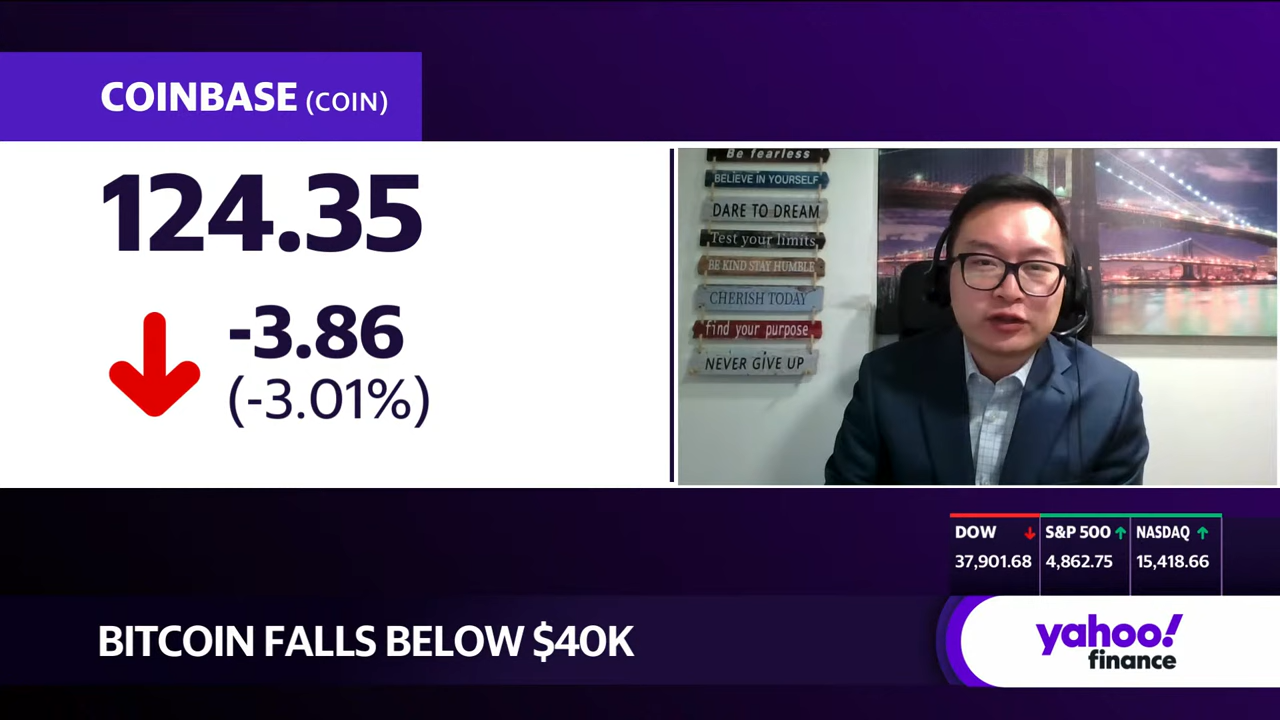 COINBASE (COIN)
124.35
-3.86
(-3.01%)
Be fearless
BELIEVE IN YOURSELF
DARE TO DREAM
Test your limits
BE KIND STAY HUMBLE
CHERISH TODAY
find your purpose
NEVER GIVE UP
DOW
37,901.68
S&P 500
4,862.75
NASDAQ
15,418.66
BITCOIN FALLS BELOW $40K
yahoo!
finance